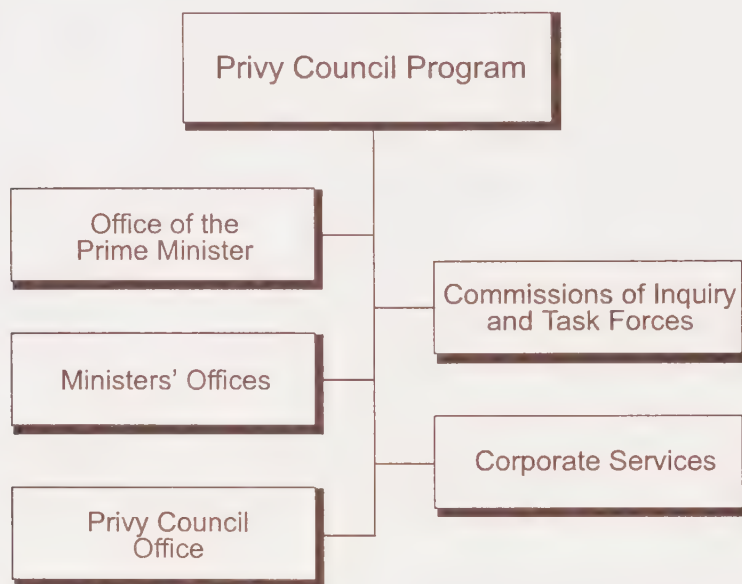 Privy Council Program
Office of the
Prime Minister
Commissions of Inquiry
and Task Forces
Ministers' Offices
Corporate Services
Privy Council
Office